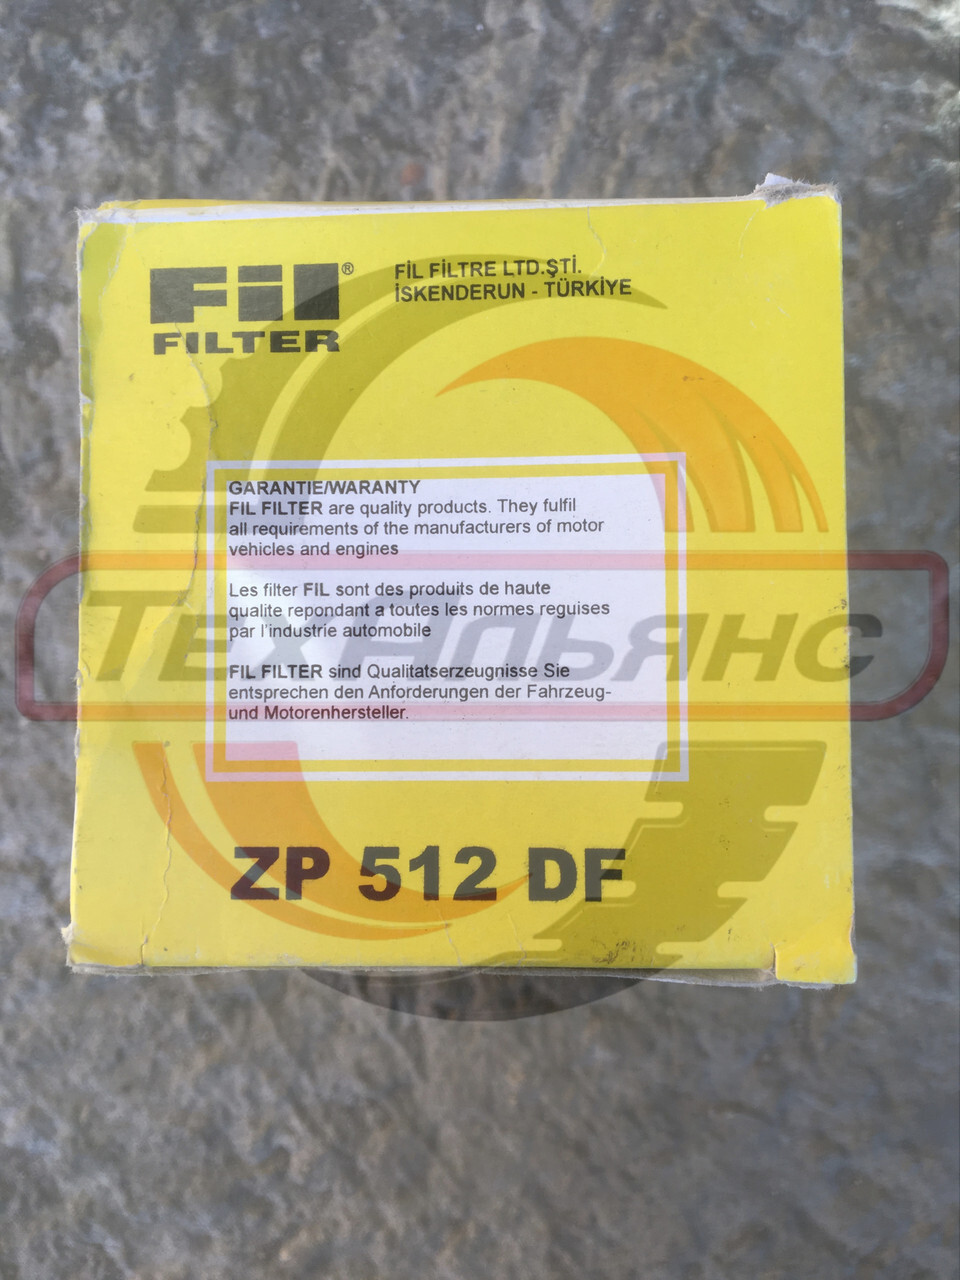 Fil®
FILTER
FİL FİLTRE LTD.ŞTİ.
İSKENDERUN - TÜRKİYE
GARANTIE/WARANTY
FIL FILTER are quality products. They fulfil
all requirements of the manufacturers of motor
vehicles and engines
Les filter FIL sont des produits de haute
qualite repondant a toutes les normes reguises
par l'industrie automobile
FIL FILTER sind Qualitatserzeugnisse Sie
entsprechen den Anforderungen der Fahrzeug-
und Motorenhersteller.
ТехАльянс
ZP 512 DF